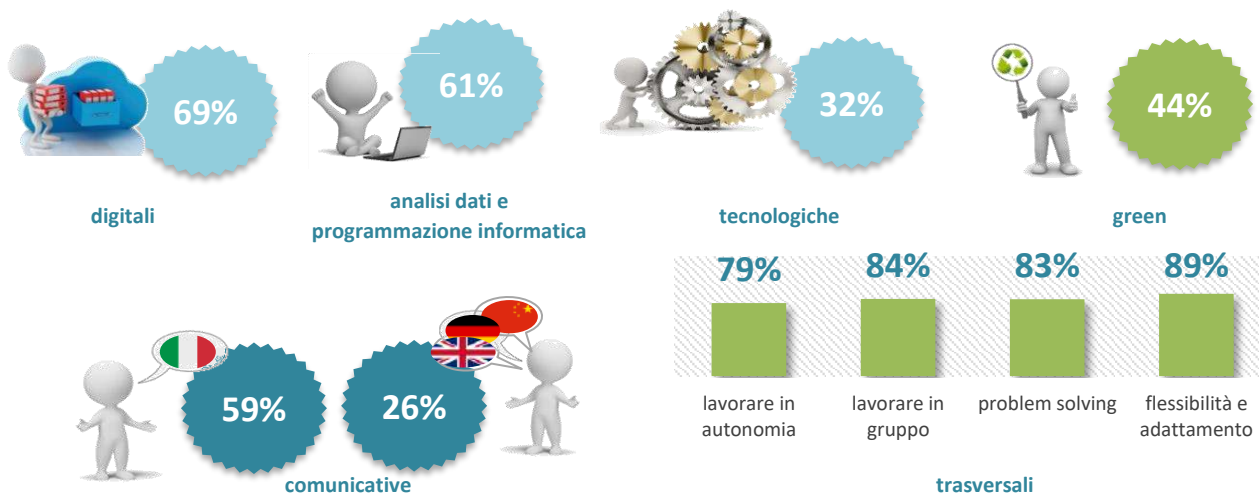 69%
61%
32%
44%
digitali
analisi dati e
programmazione informatica
tecnologiche
green
79%
84%
83%
89%
lavorare in
autonomia
lavorare in
gruppo
problem solving
flessibilità e
adattamento
59%
26%
comunicative
trasversali